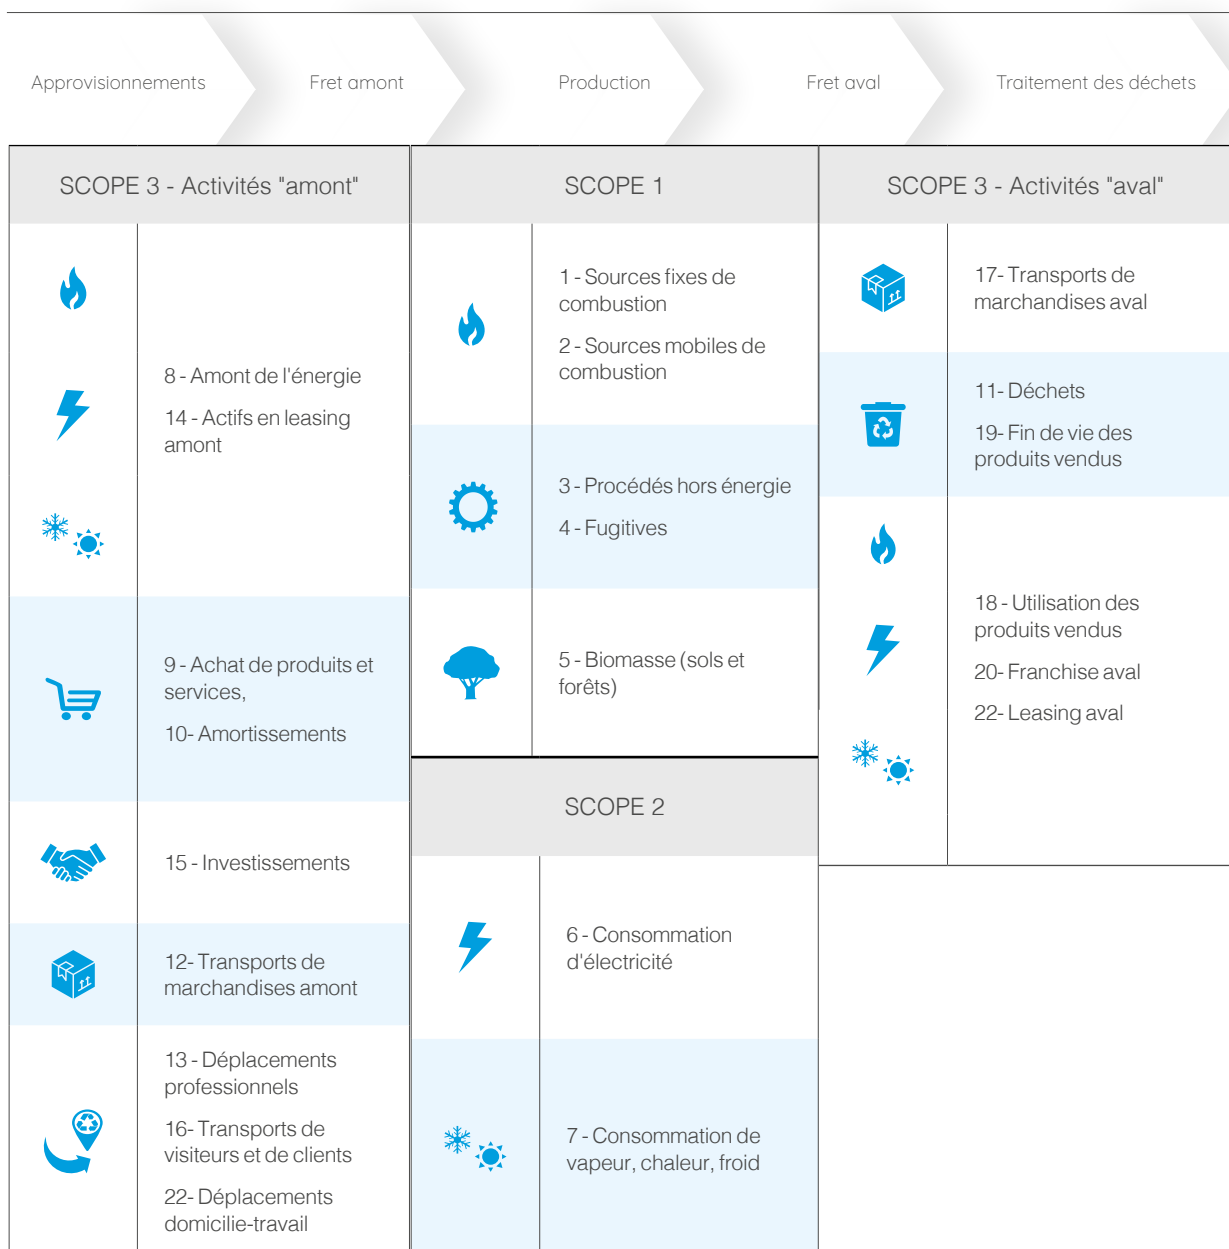 Approvisionnements
Fret amont
Production
Fret aval
Traitement des déchets
SCOPE 3 - Activités "amont"
8 - Amont de l'énergie
14 - Actifs en leasing
amont
9 - Achat de produits et
services,
10- Amortissements
15 - Investissements
12- Transports de
marchandises amont
13 - Déplacements
professionnels
16- Transports de
visiteurs et de clients
22- Déplacements
domicilie-travail
SCOPE 1
1 - Sources fixes de
combustion
2 - Sources mobiles de
combustion
3 - Procédés hors énergie
4 - Fugitives
5 - Biomasse (sols et
forêts)
SCOPE 2
6 - Consommation
d'électricité
7 - Consommation de
vapeur, chaleur, froid
SCOPE 3 - Activités "aval"
17- Transports de
marchandises aval
11- Déchets
19- Fin de vie des
produits vendus
18 - Utilisation des
produits vendus
20- Franchise aval
22- Leasing aval